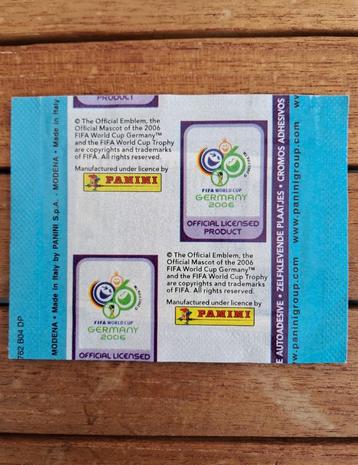 PRODUCT
© The Official Emblem, the
Official Mascot of the 2006
FIFA World Cup Germany™
and the FIFA World Cup Trophy
are copyrights and trademarks
of FIFA. All rights reserved.
Manufactured under licence by
PANINI
FIFA WORLD CUP
GERMANY
2006
OFFICIAL LICENSED
PRODUCT
© The Official Emblem, the
Official Mascot of the 2006
FIFA World Cup Germany™
and the FIFA World Cup Trophy
are copyrights and trademarks
of FIFA. All rights reserved.
Manufactured under licence by
PANINI
FIFA WORLD CUP
GERMANY
2006
OFFICIAL LICENSED
762 B04 DP
MODENA • Made in Italy by PANINI S.p.A. - MODENA • Made in Italy
E AUTOADESIVE • ZELFKLEVENDE PLAATJES • CROMOS ADHESIVOS
w.paninigroup.com - www.paninigroup.com - www